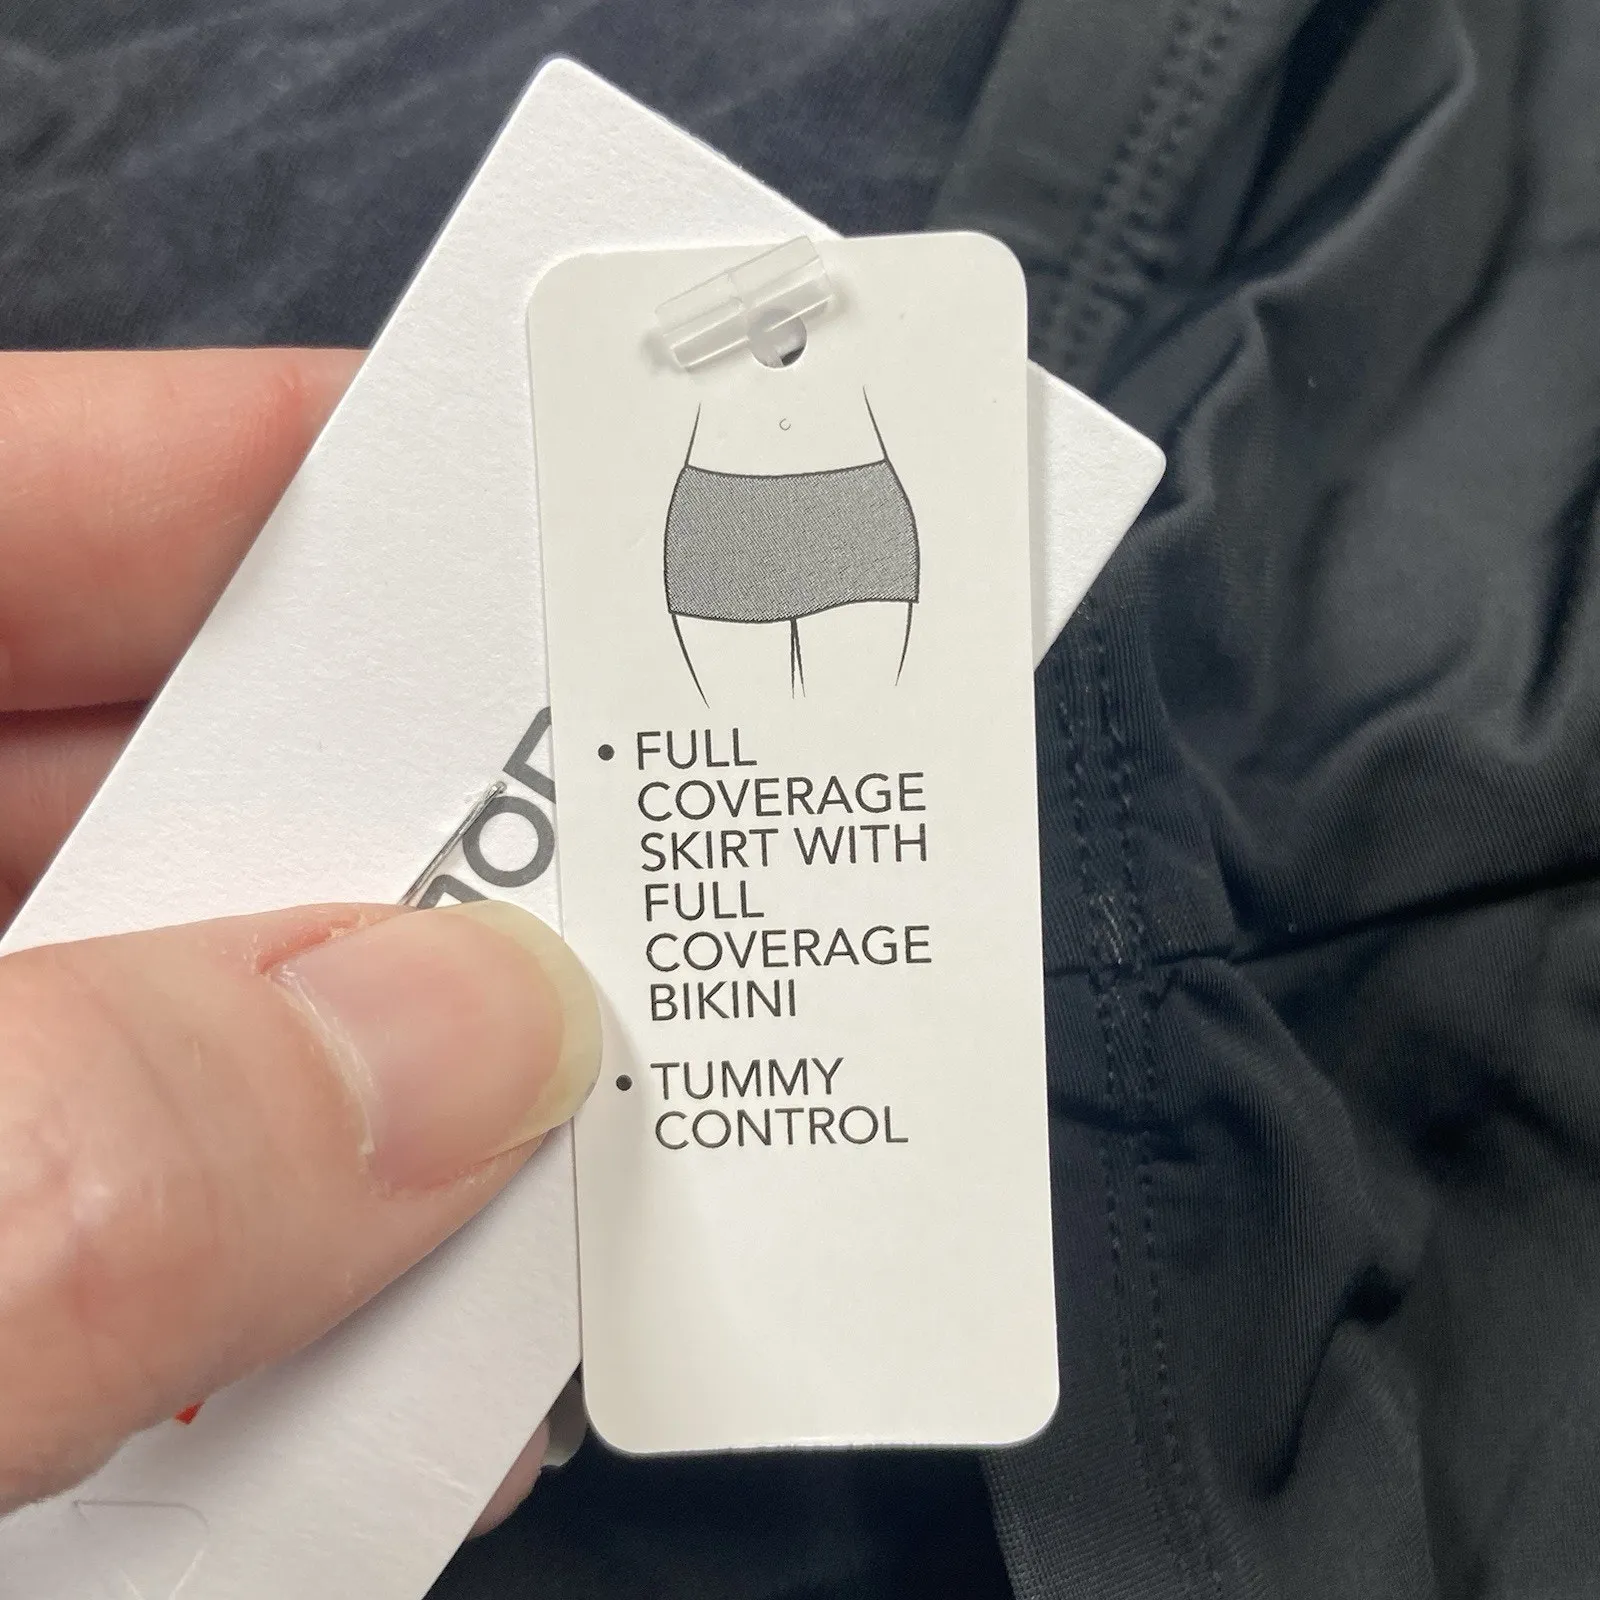 • FULL
COVERAGE
SKIRT WITH
FULL
COVERAGE
BIKINI
• TUMMY
CONTROL